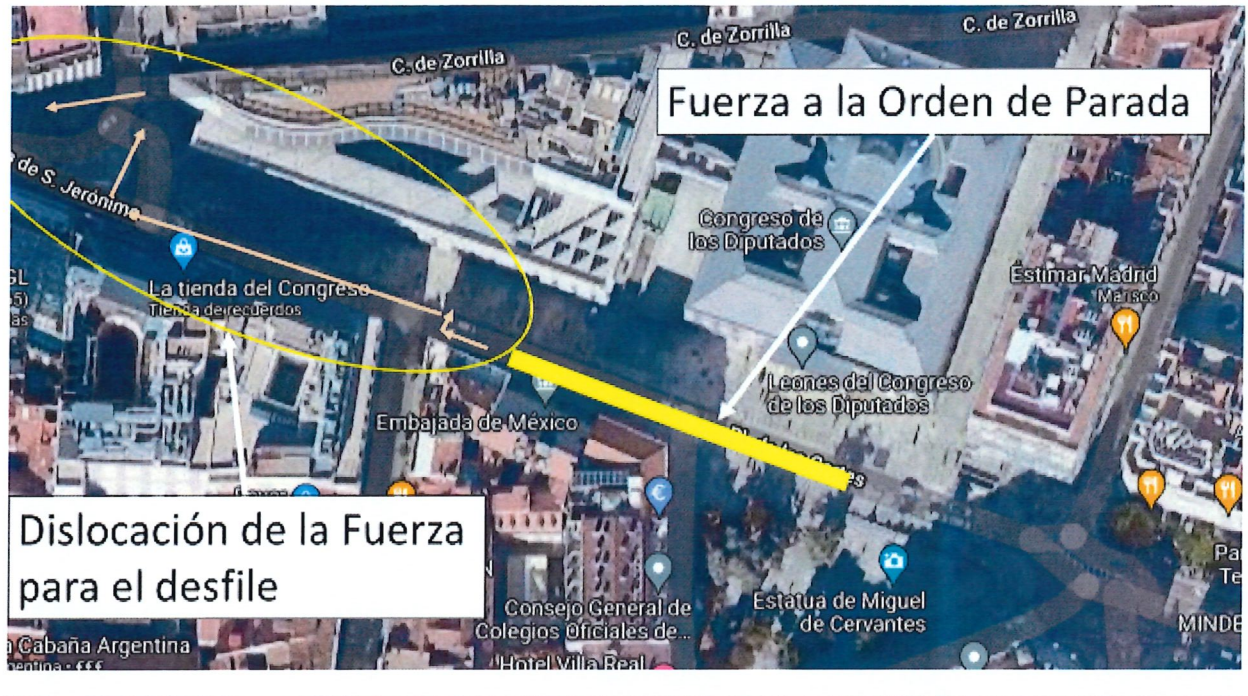 C. de Zorrilla
C. de Zorrilla
C. de Zorrilla
Fuerza a la Orden de Parada
de S. Jerónimo
Congreso de
los Diputados
Estimar Madrid
Marisco
La tienda del Congreso
Tienda de recuerdos
Leones del Congreso
de los Diputados
Embajada de México
Dislocación de la Fuerza
para el desfile
Consejo General de
Colegios Oficiales de...
Estatua de Miguel
de Cervantes
Cabaña Argentina
Hotel Villa Real